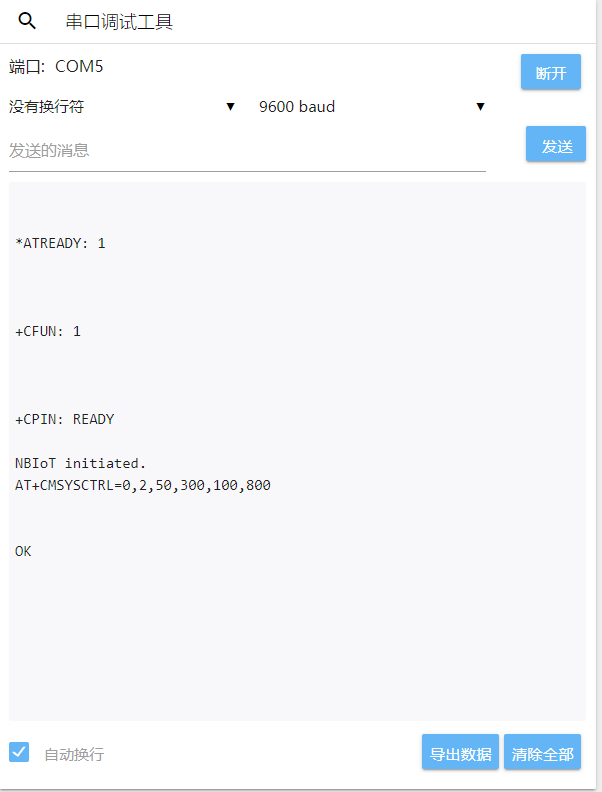 串口调试工具
端口: COM5
断开
没有换行符
9600 baud
发送的消息
发送
*ATREADY: 1
+CFUN: 1
+CPIN: READY
NBIoT initiated.
AT+CMSYSCTRL=0,2,50,300,100,800
OK
自动换行
导出数据
清除全部